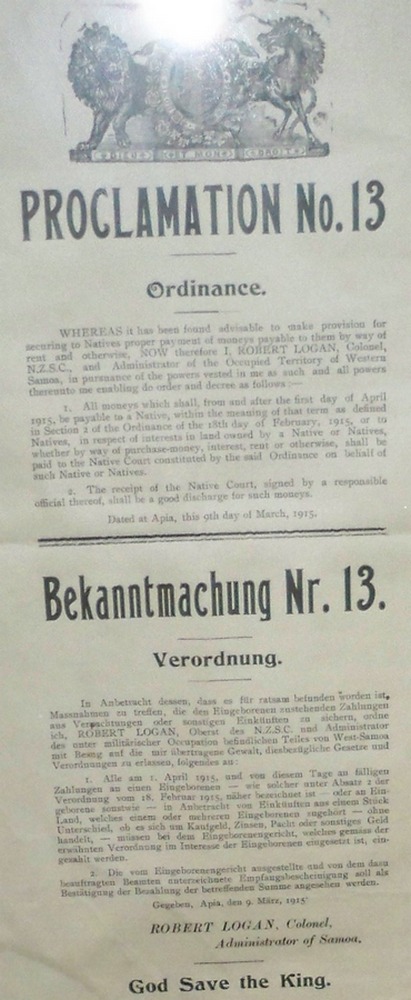 DIEU ET MON DROIT
PROCLAMATION No. 13
Ordinance.
WHEREAS it has been found advisable to make provision for
securing to Natives proper payment of moneys payable to them by way of
rent and otherwise, NOW therefore I, ROBERT LOGAN, Colonel,
N.Z.S.C., and Administrator of the Occupied Territory of Western
Samoa, in pursuance of the powers vested in me as such and all powers
thereunto me enabling do order and decree as follows :—
1. All moneys which shall, from and after the first day of April
1915, be payable to a Native, within the meaning of that term as defined
in Section 2 of the Ordinance of the 18th day of February, 1915, or to
Natives, in respect of interests in land owned by a Native or Natives,
whether by way of purchase-money, interest, rent or otherwise, shall be
paid to the Native Court constituted by the said Ordinance on behalf of
such Native or Natives.
2. The receipt of the Native Court, signed by a responsible
official thereof, shall be a good discharge for such moneys.
Dated at Apia, this 9th day of March, 1915.
Bekanntmachung Nr. 13.
Verordnung.
In Anbetracht dessen, dass es für ratsam befunden worden ist,
Massnahmen zu treffen, die den Eingeborenen zustehenden Zahlungen
aus Verpachtungen oder sonstigen Einkünften zu sichern, ordne
ich, ROBERT LOGAN, Oberst des N.Z.S.C. und Administrator
des unter militärischer Occupation befindlichen Teiles von West-Samoa
mit Bezug auf die mir übertragene Gewalt, diesbezügliche Gesetze und
Verordnungen zu erlassen, folgendes an :
1. Alle am 1. April 1915, und von diesem Tage an fälligen
Zahlungen an einen Eingeborenen — wie solcher unter Absatz 2 der
Verordnung vom 18. Februar 1915, näher bezeichnet ist — oder an Ein-
geborene sonstwie — in Anbetracht von Einkünften aus einem Stück
Land, welches einem oder mehreren Eingeborenen zugehört — ohne
Unterschied, ob es sich um Kaufgeld, Zinsen, Pacht oder sonstiges Geld
handelt, — müssen bei dem Eingeborenengericht, welches gemäss der
erwähnten Verordnung im Interesse der Eingeborenen eingesetzt ist, ein-
gezahlt werden.
2. Die vom Eingeborenengericht ausgestellte und von dem dazu
beauftragten Beamten unterzeichnete Empfangsbescheinigung soll als
Bestätigung der Bezahlung der betreffenden Summe angesehen werden.
Gegeben, Apia, den 9. März, 1915
ROBERT LOGAN, Colonel,
Administrator of Samoa.
God Save the King.